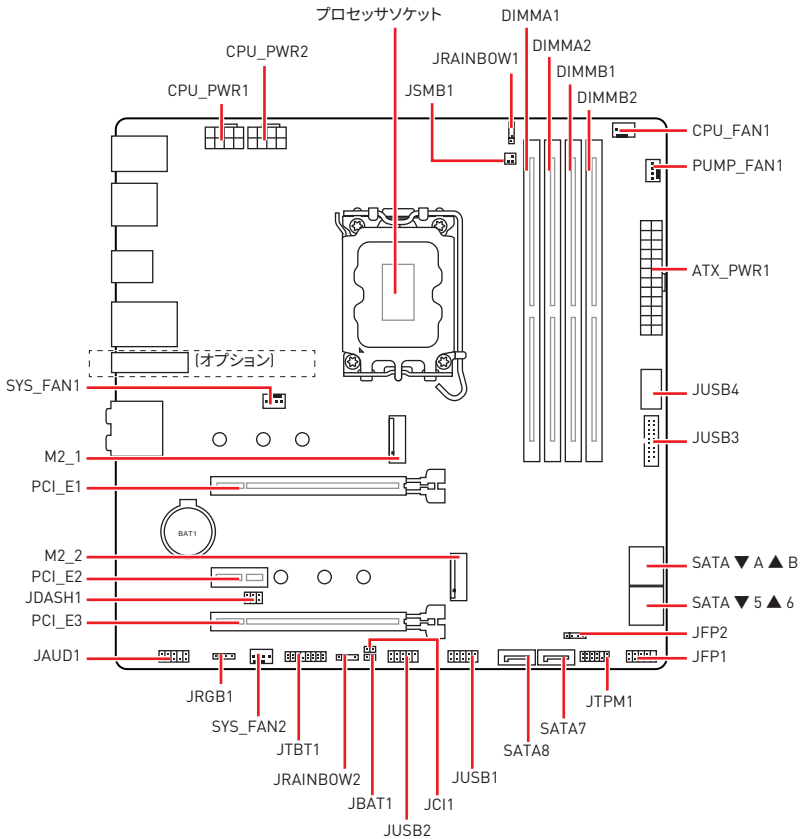 プロセッサソケット
DIMMA1
CPU_PWR2
JRAINBOW1
DIMMA2
CPU_PWR1
JSMB1
DIMMB1
DIMMB2
CPU_FAN1
PUMP_FAN1
ATX_PWR1
(オプション)
SYS_FAN1
JUSB4
JUSB3
M2_1
PCI_E1
BAT1
M2_2
SATA ▼ A ▲ B
PCI_E2
JDASH1
SATA ▼ 5 ▲ 6
PCI_E3
JFP2
JAUD1
JFP1
JRGB1
JTPM1
SYS_FAN2
SATA7
JTBT1
SATA8
JRAINBOW2
JUSB1
JBAT1
JCI1
JUSB2